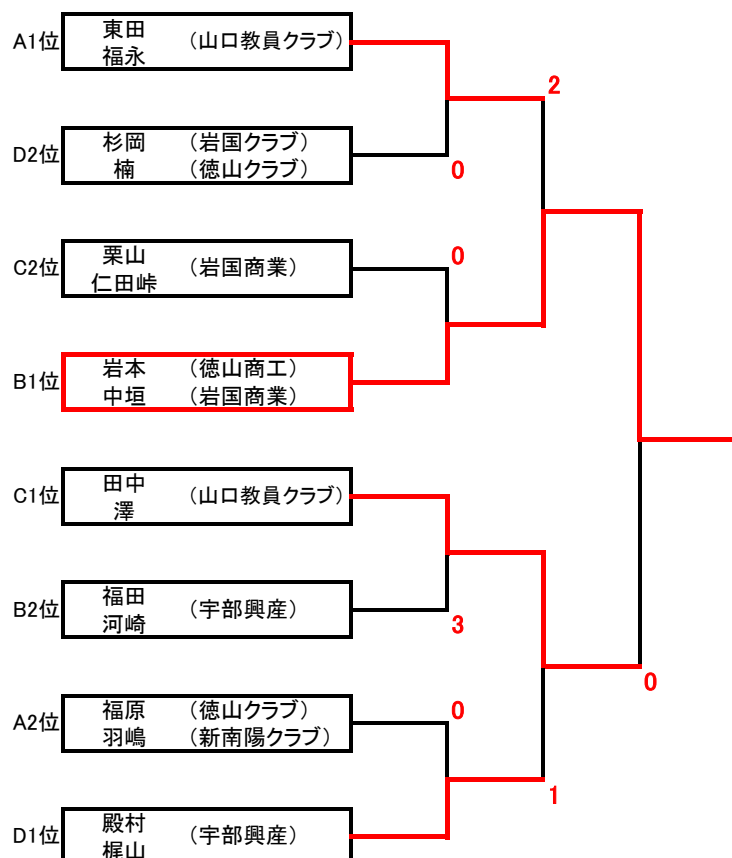 A1位 東田 (山口教員クラブ)
福永
2
D2位 杉岡 (岩国クラブ)
楠 (徳山クラブ)
0
C2位 栗山 (岩国商業)
仁田峠
0
B1位 岩本 (徳山商工)
中垣 (岩国商業)
C1位 田中 (山口教員クラブ)
澤
B2位 福田 (宇部興産)
河崎
3
0
A2位 福原 (徳山クラブ)
羽嶋 (新南陽クラブ)
0
1
D1位 殿村 (宇部興産)
梶山